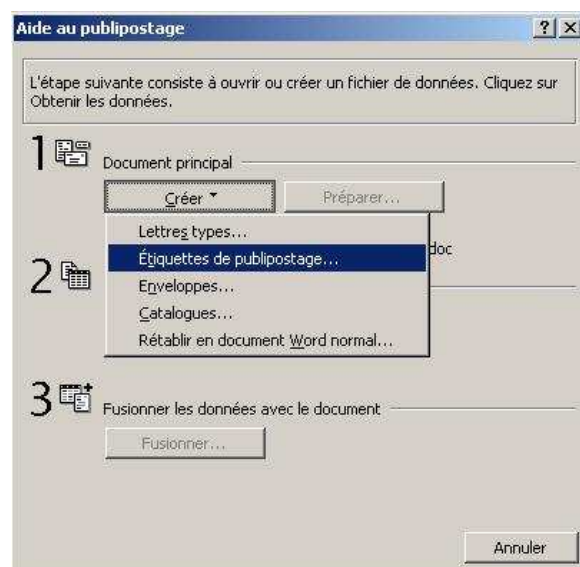 Aide au publipostage
L'étape suivante consiste à ouvrir ou créer un fichier de données. Cliquez sur
Obtenir les données.
1
Document principal
Créer
Préparer...
Lettres types...
doc
Étiquettes de publipostage...
2
Enveloppes...
Catalogues...
Rétablir en document Word normal...
3
Fusionner les données avec le document
Fusionner...
Annuler